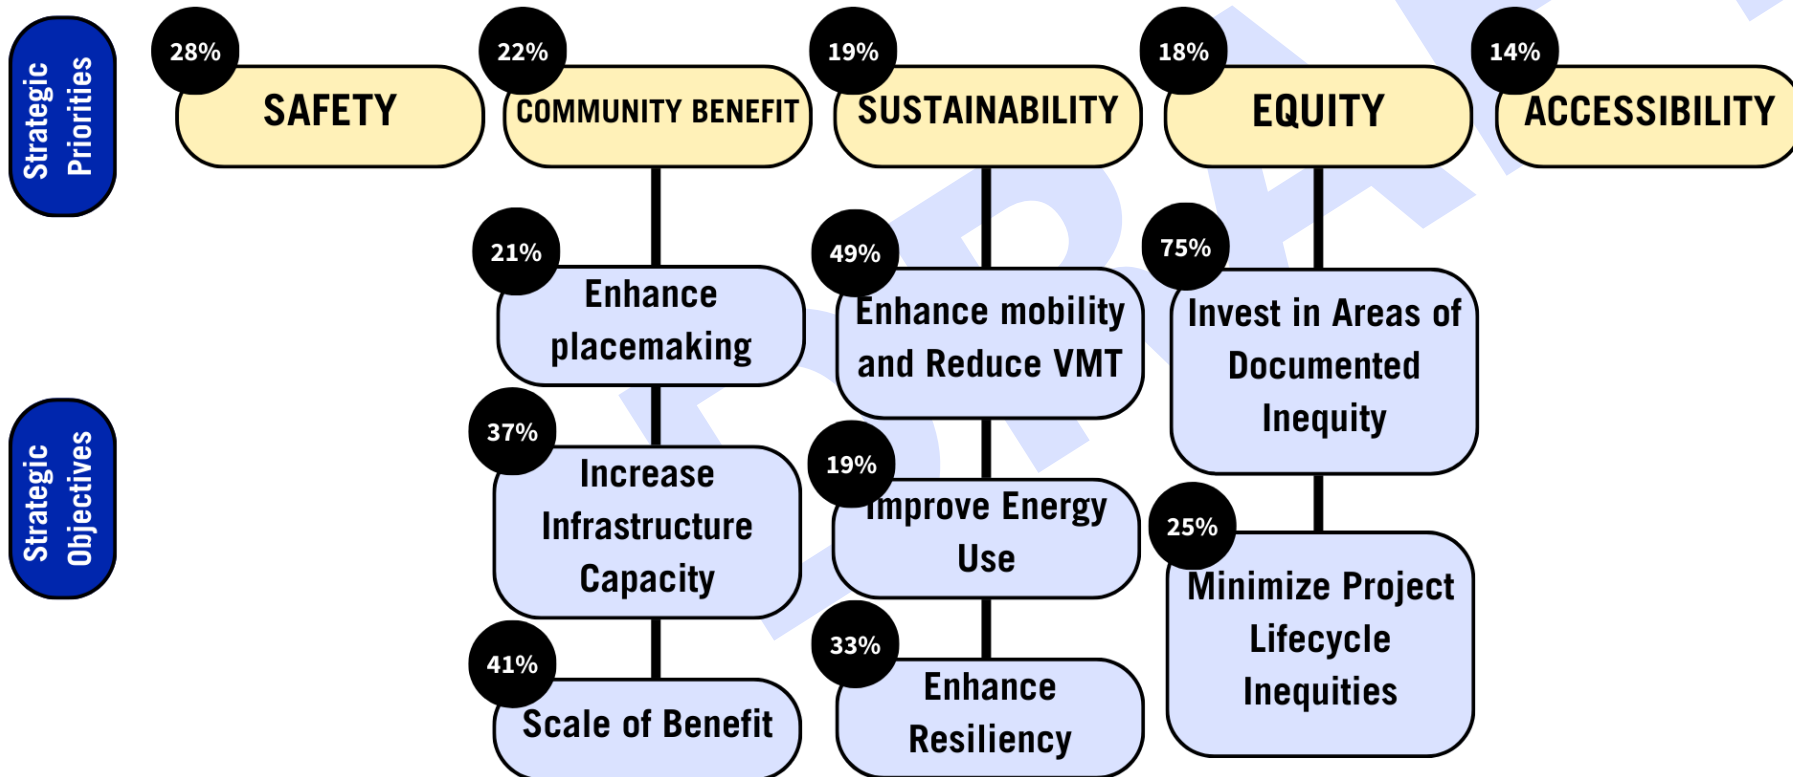 Strategic
Priorities
28%
SAFETY
22%
COMMUNITY BENEFIT
19%
SUSTAINABILITY
18%
EQUITY
14%
ACCESSIBILITY
Strategic
Objectives
21%
Enhance
placemaking
37%
Increase
Infrastructure
Capacity
41%
Scale of Benefit
49%
Enhance mobility
and Reduce VMT
19%
Improve Energy
Use
33%
Enhance
Resiliency
75%
Invest in Areas of
Documented
Inequity
25%
Minimize Project
Lifecycle
Inequities
DRAF